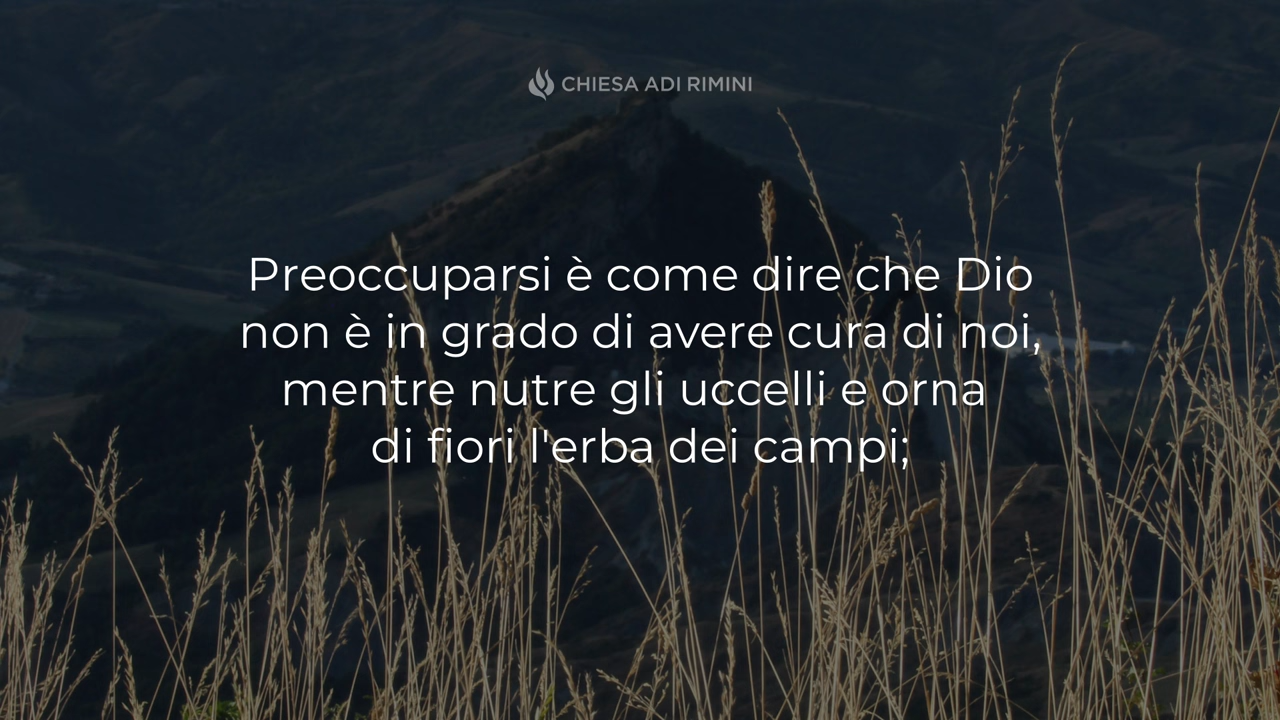 CHIESA ADI RIMINI
Preoccuparsi è come dire che Dio
non è in grado di avere cura di noi,
mentre nutre gli uccelli e orna
di fiori l'erba dei campi;